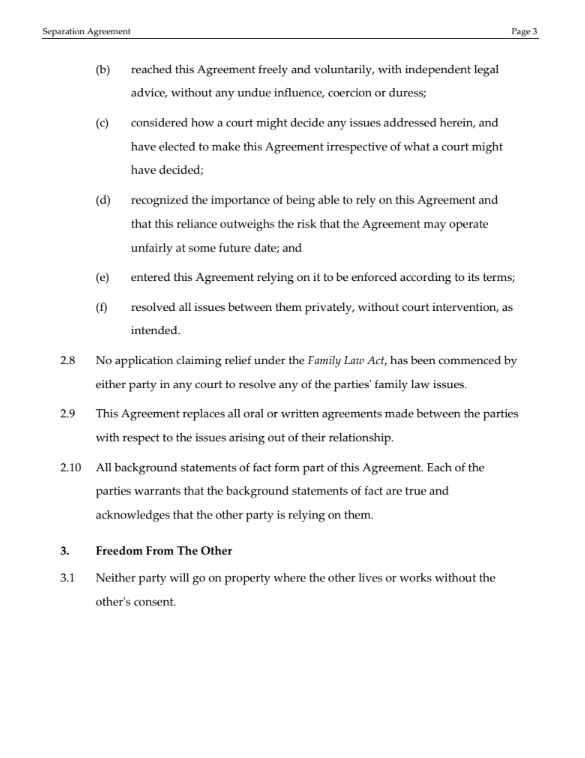 Separation Agreement Page 3
(b) reached this Agreement freely and voluntarily, with independent legal
advice, without any undue influence, coercion or duress;
(c) considered how a court might decide any issues addressed herein, and
have elected to make this Agreement irrespective of what a court might
have decided;
(d) recognized the importance of being able to rely on this Agreement and
that this reliance outweighs the risk that the Agreement may operate
unfairly at some future date; and
(e) entered this Agreement relying on it to be enforced according to its terms;
(f) resolved all issues between them privately, without court intervention, as
intended.
2.8 No application claiming relief under the Family Law Act, has been commenced by
either party in any court to resolve any of the parties' family law issues.
2.9 This Agreement replaces all oral or written agreements made between the parties
with respect to the issues arising out of their relationship.
2.10 All background statements of fact form part of this Agreement. Each of the
parties warrants that the background statements of fact are true and
acknowledges that the other party is relying on them.
3. Freedom From The Other
3.1 Neither party will go on property where the other lives or works without the
other's consent.